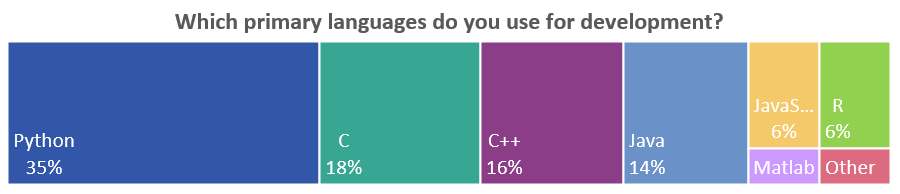 Which primary languages do you use for development?
Python
35%
C
18%
C++
16%
Java
14%
JavaS...
6%
R
6%
Matlab
Other